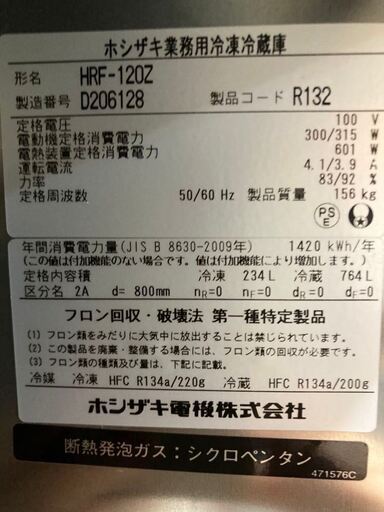 ホシザキ業務用冷凍冷蔵庫
形名 HRF-120Z
製造番号 D206128 製品コード R132
定格電圧 100 V
電動機定格消費電力 300/315 W
電熱装置定格消費電力 601 W
運転電流 4.1/3.9 A
力率 83/92 %
定格周波数 50/60 Hz 製品質量 156 kg
PS
E
年間消費電力量(JIS B 8630-2009年) 1420 kWh/年
(この値は付加機能のない場合です。値は付加機能により増加します。)
定格内容積 冷凍 234L 冷蔵 764L
区分名 2A d= 800mm nR=0 nF=0 dR=0 dF=0
フロン回収・破壊法 第一種特定製品
(1) フロン類をみだりに大気中に放出することは禁じられています。
(2) この製品を廃棄・整備する場合には、フロン類の回収が必要です。
(3) フロン類の種類及び量は、下記に記載。
冷媒 冷凍 HFC R134a/220g 冷蔵 HFC R134a/200g
ホシザキ電機株式会社
断熱発泡ガス：シクロペンタン
471576C